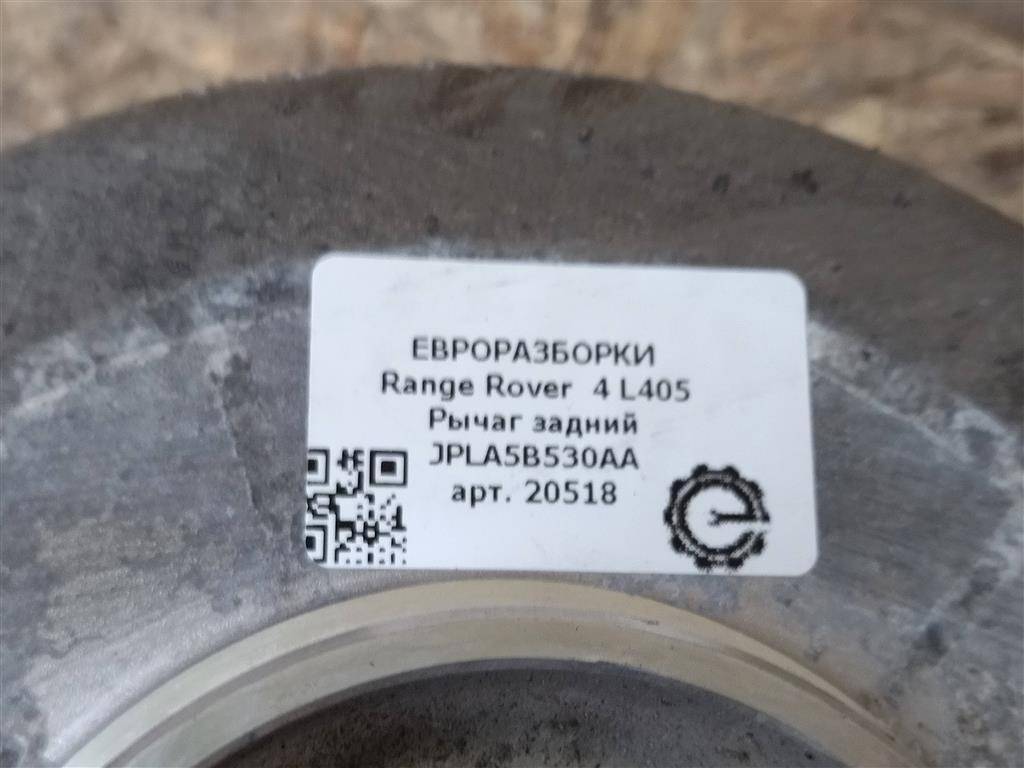 ЕВРОРАЗБОРКИ
Range Rover 4 L405
Рычаг задний
JPLA5B530AA
арт. 20518